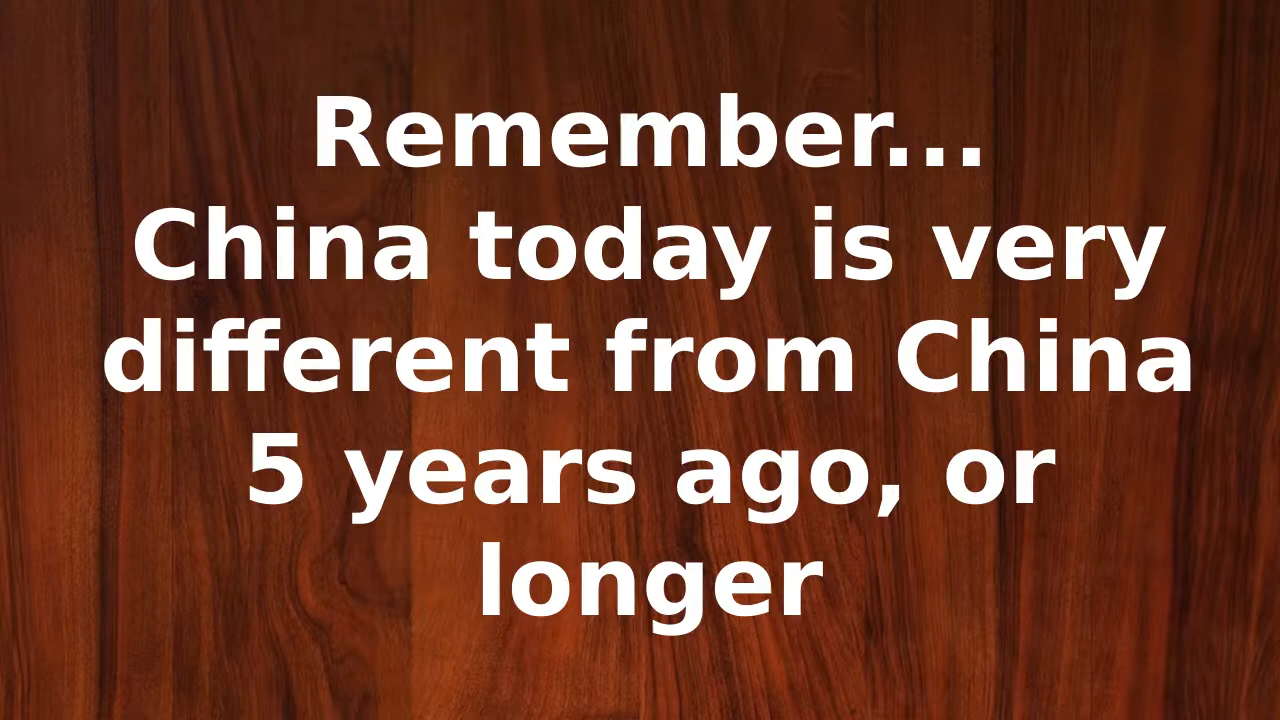 Remember...
China today is very
different from China
5 years ago, or
longer